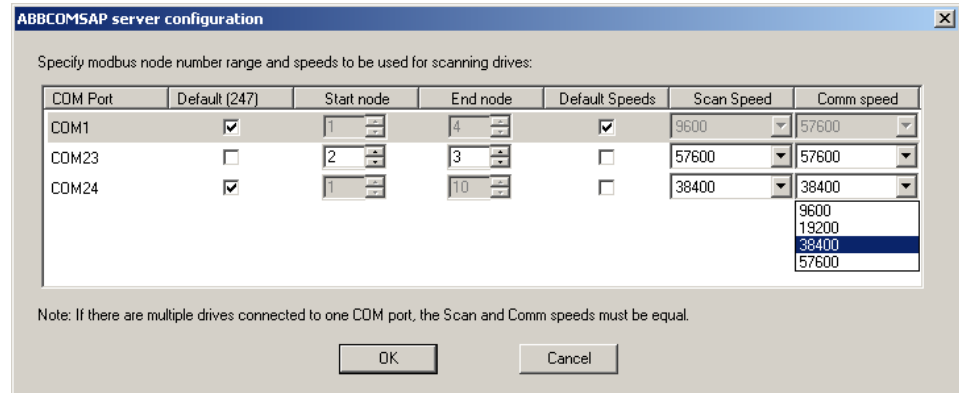 ABBCOMSAP server configuration
Specify modbus node number range and speeds to be used for scanning drives:
COM Port Default (247) Start node End node Default Speeds Scan Speed Comm speed
COM1 1 4 9600 57600
COM23 2 3 57600 57600
COM24 1 10 38400 38400
9600
19200
38400
57600
Note: If there are multiple drives connected to one COM port, the Scan and Comm speeds must be equal.
OK Cancel